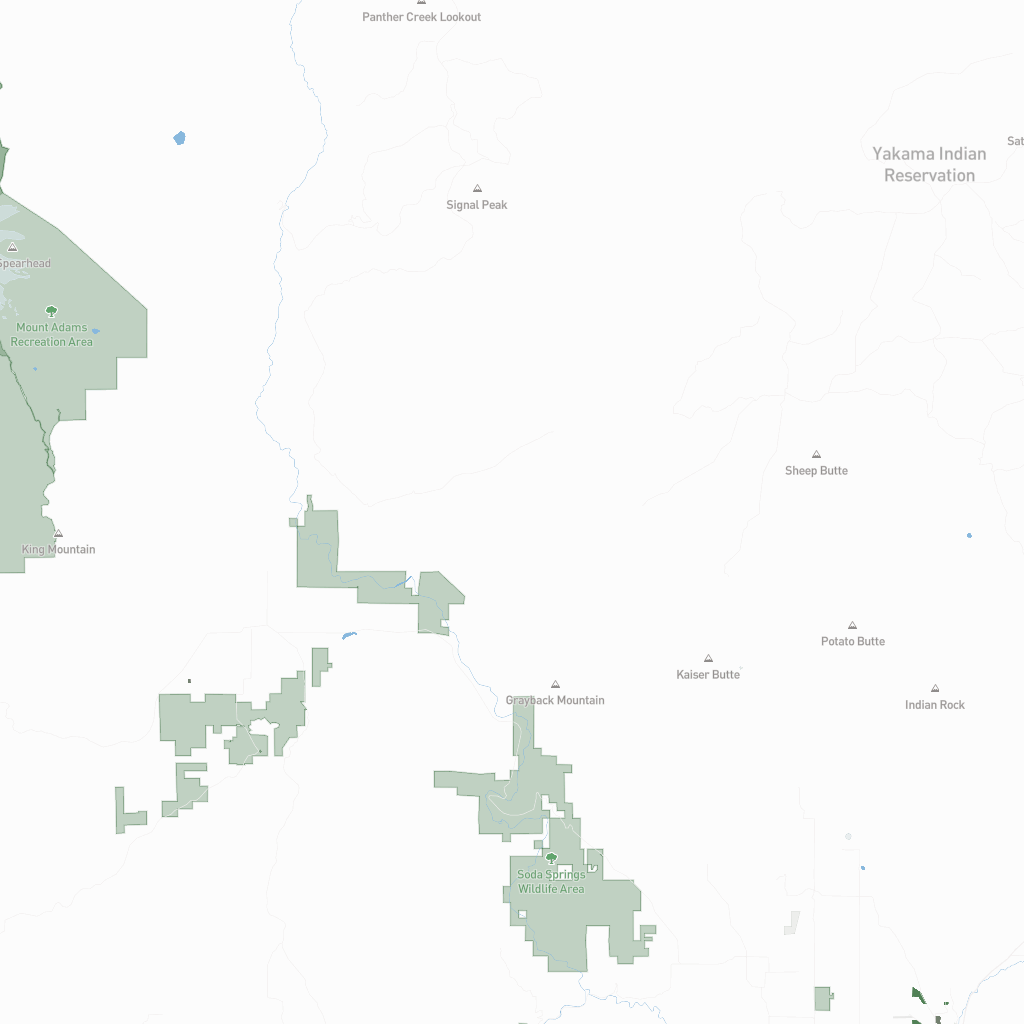 Panther Creek Lookout
Yakama Indian
Reservation
Signal Peak
Spearhead
Mount Adams
Recreation Area
Sheep Butte
King Mountain
Potato Butte
Kaiser Butte
Grayback Mountain
Indian Rock
Soda Springs
Wildlife Area